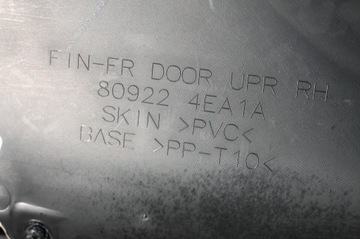 FIN-FR DOOR UPR RH
80922 4EA1A
SKIN >PVC<
BASE >PP-T10<